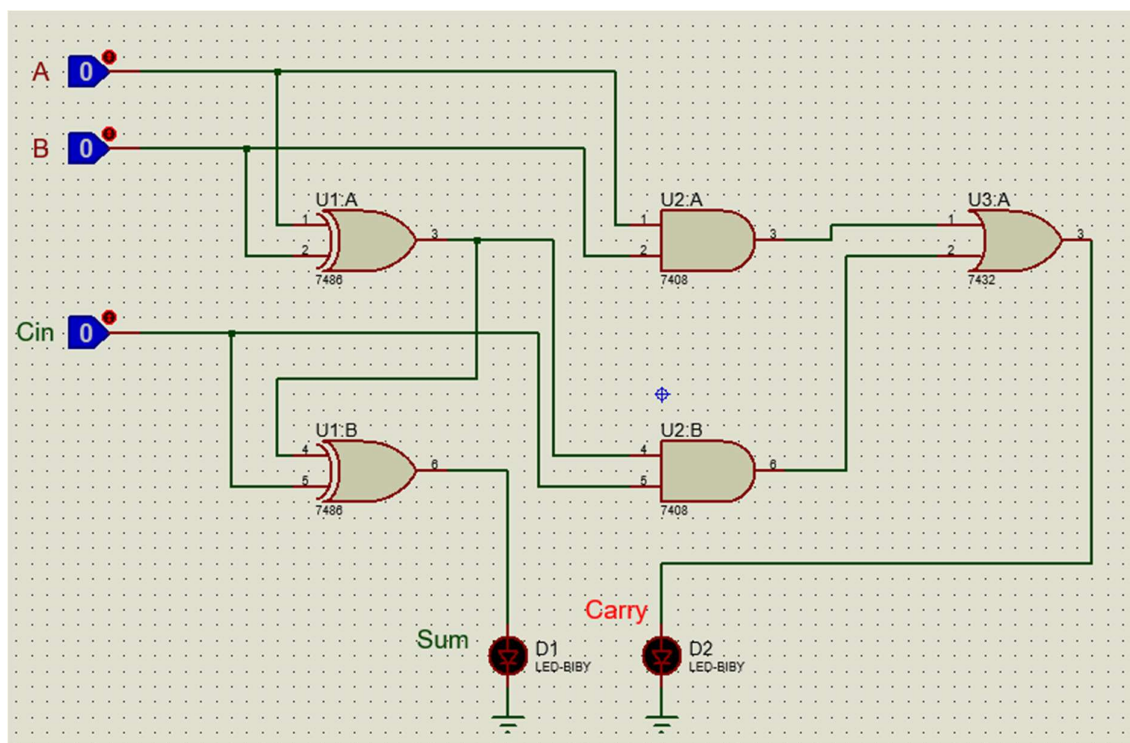 A 0
B 0
U1:A
1
2
3
7486
U2:A
1
2
3
7408
U3:A
1
2
3
7432
Cin 0
U1:B
4
5
6
7486
U2:B
4
5
6
7408
Carry
Sum
D1
LED-BIBY
D2
LED-BIBY